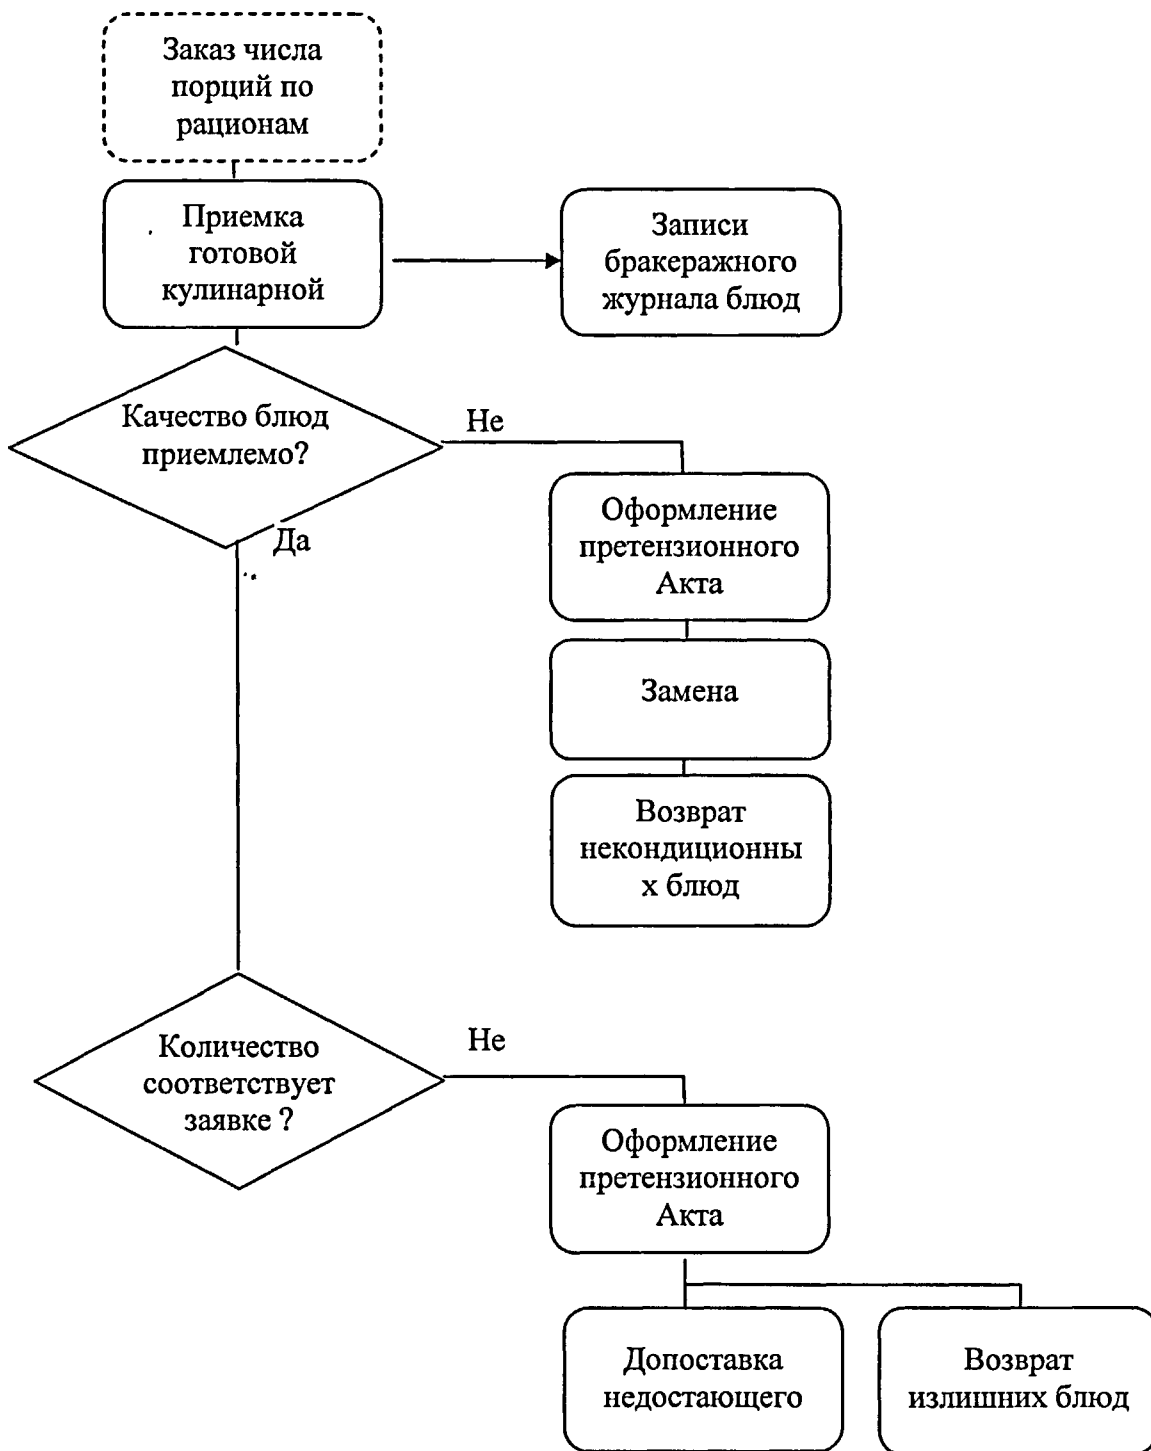 Заказ числа
порций по
рационам
Приемка
готовой
кулинарной
Записи
бракеражного
журнала блюд
Качество блюд
приемлемо?
Не
Да
Оформление
претензионного
Акта
Замена
Возврат
некондиционны
х блюд
Количество
соответствует
заявке ?
Не
Оформление
претензионного
Акта
Допоставка
недостающего
Возврат
излишних блюд